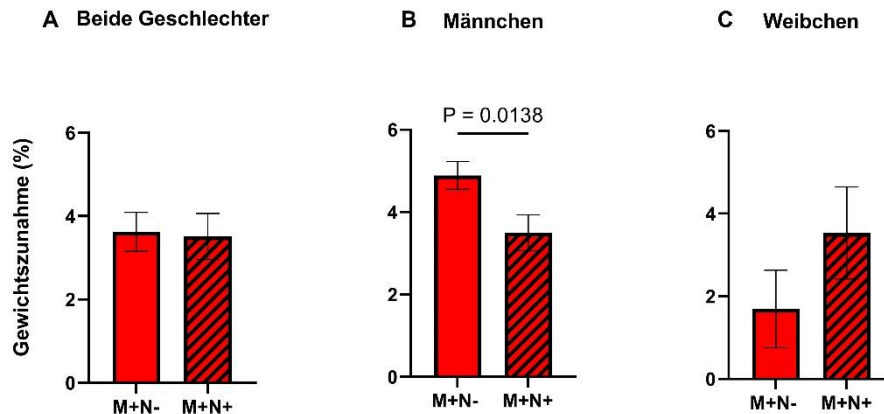 A Beide Geschlechter
Gewichtszunahme (%)
6
4
2
0
M+N- M+N+
B Männchen
P = 0.0138
6
4
2
0
M+N- M+N+
C Weibchen
6
4
2
0
M+N- M+N+